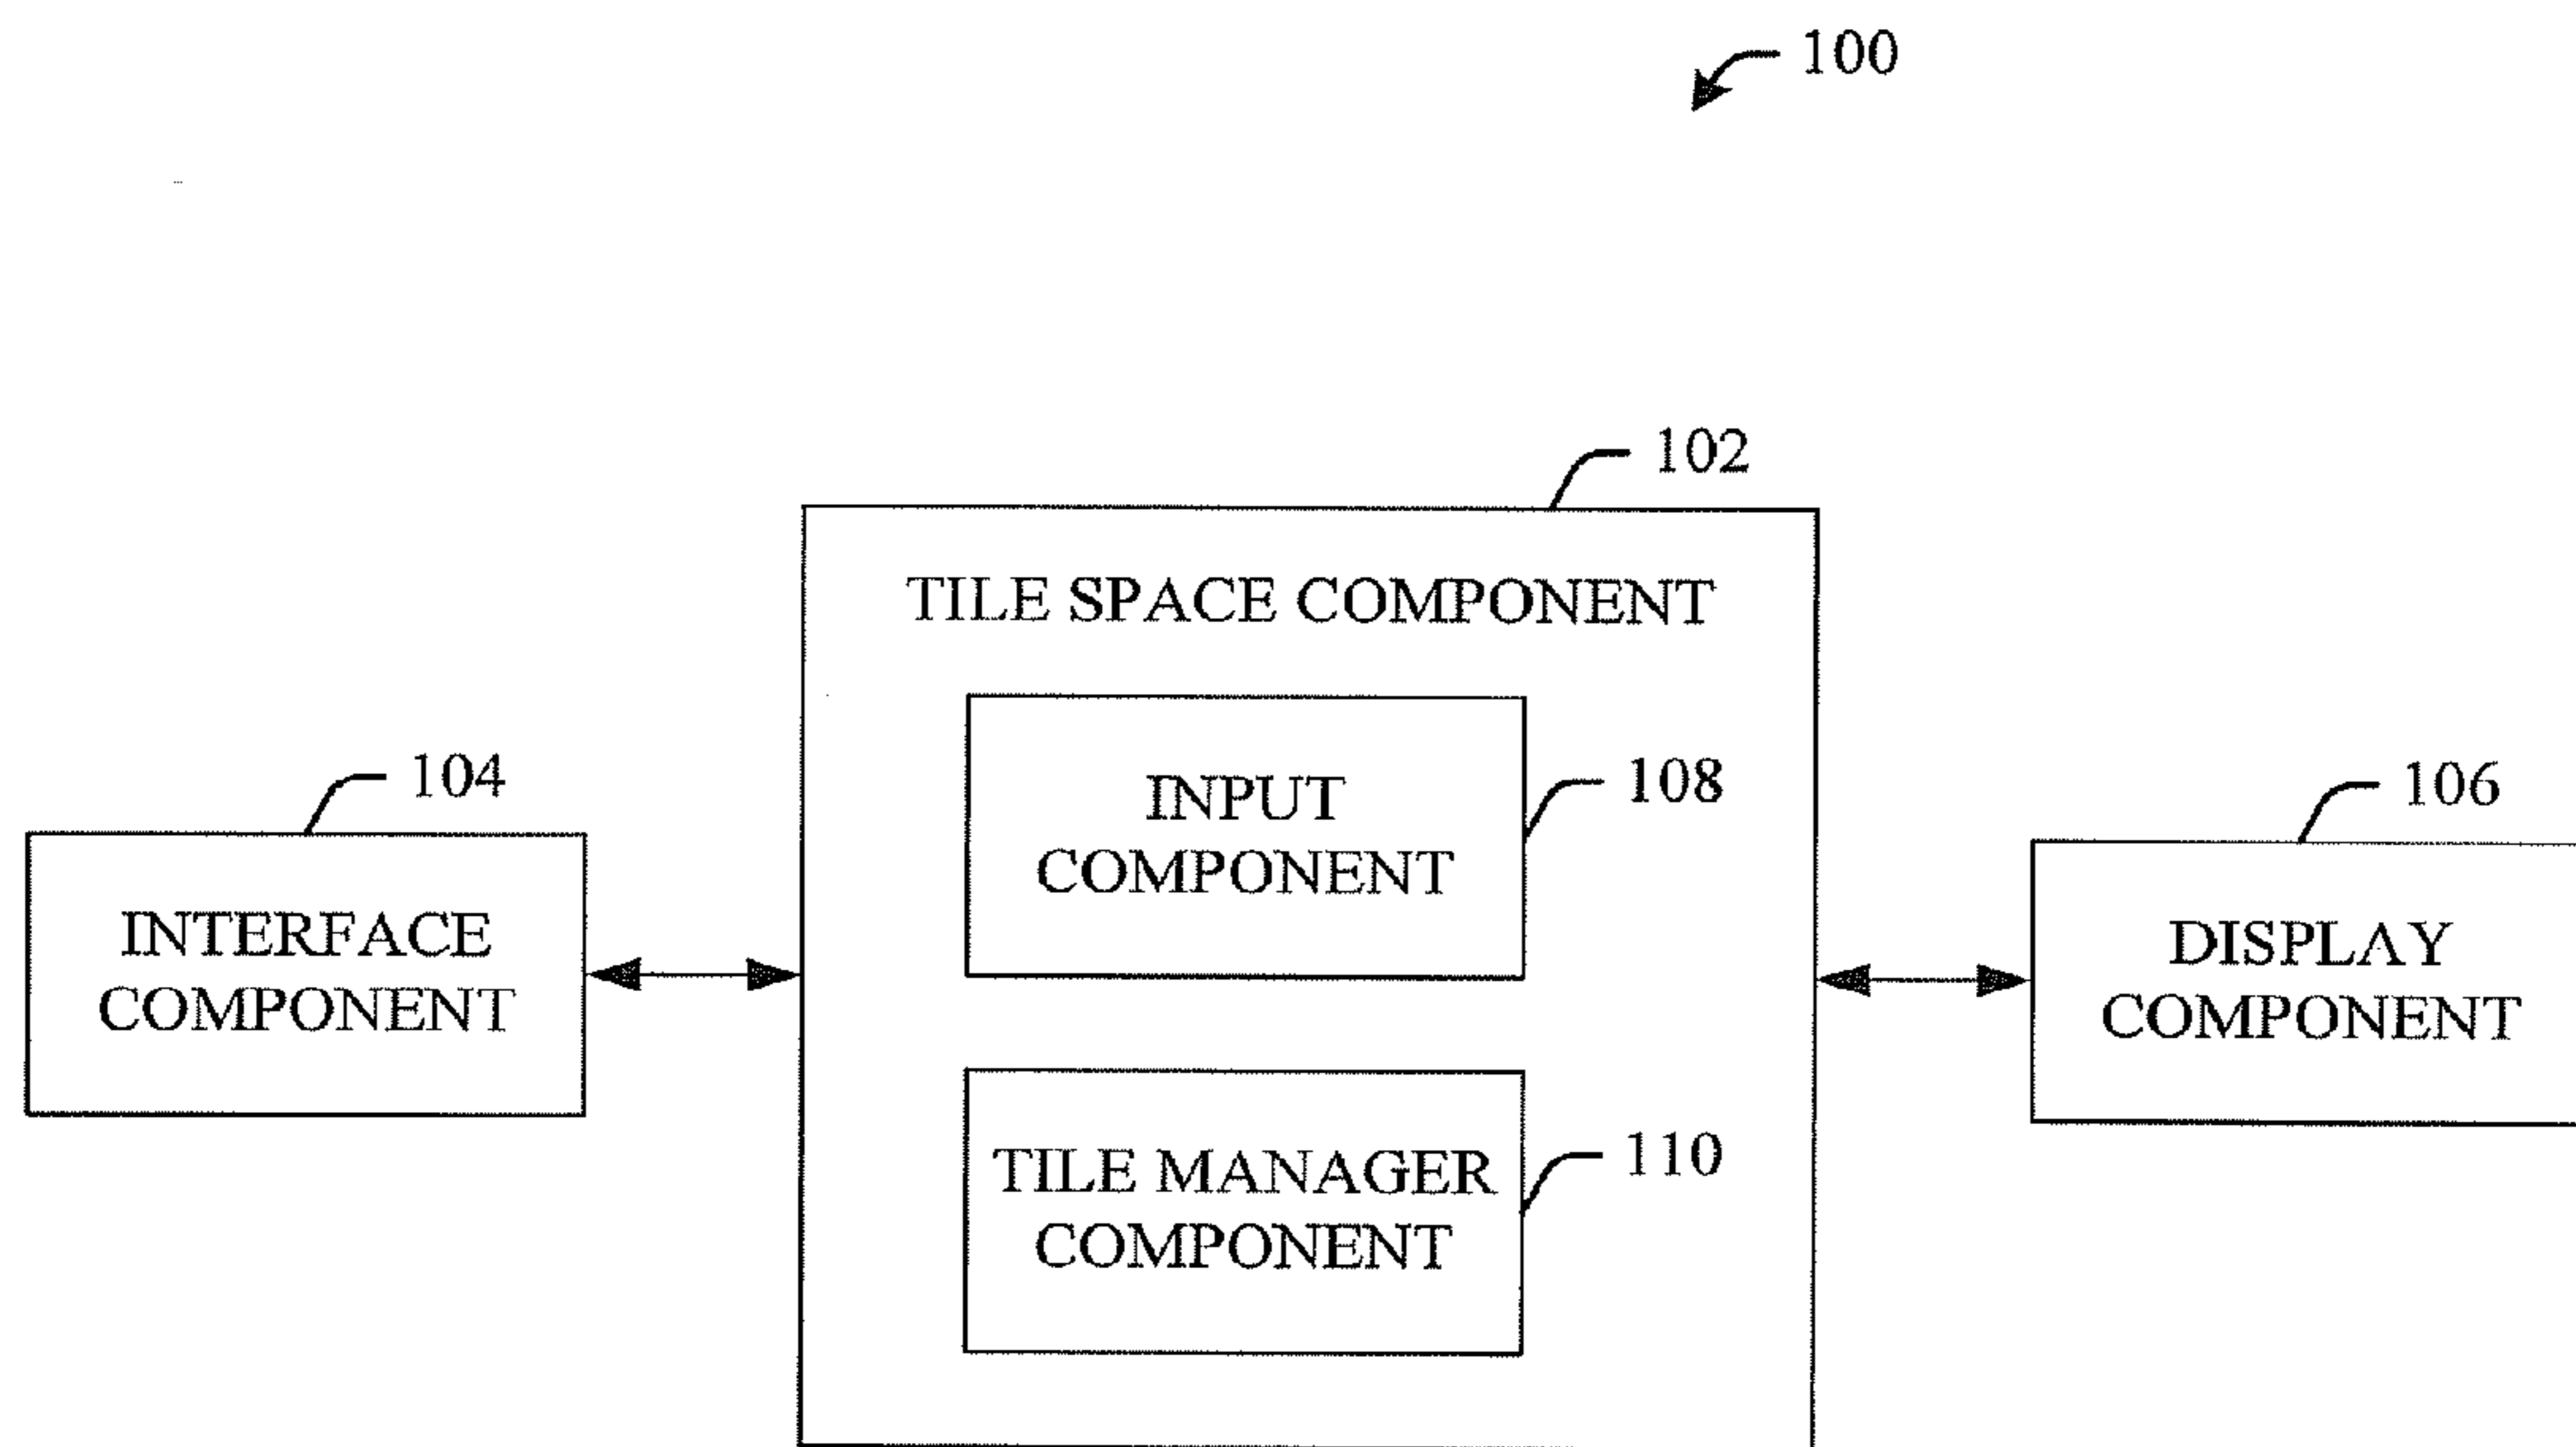 100
102
TILE SPACE COMPONENT
104
INTERFACE
COMPONENT
108
INPUT
COMPONENT
110
TILE MANAGER
COMPONENT
106
DISPLAY
COMPONENT